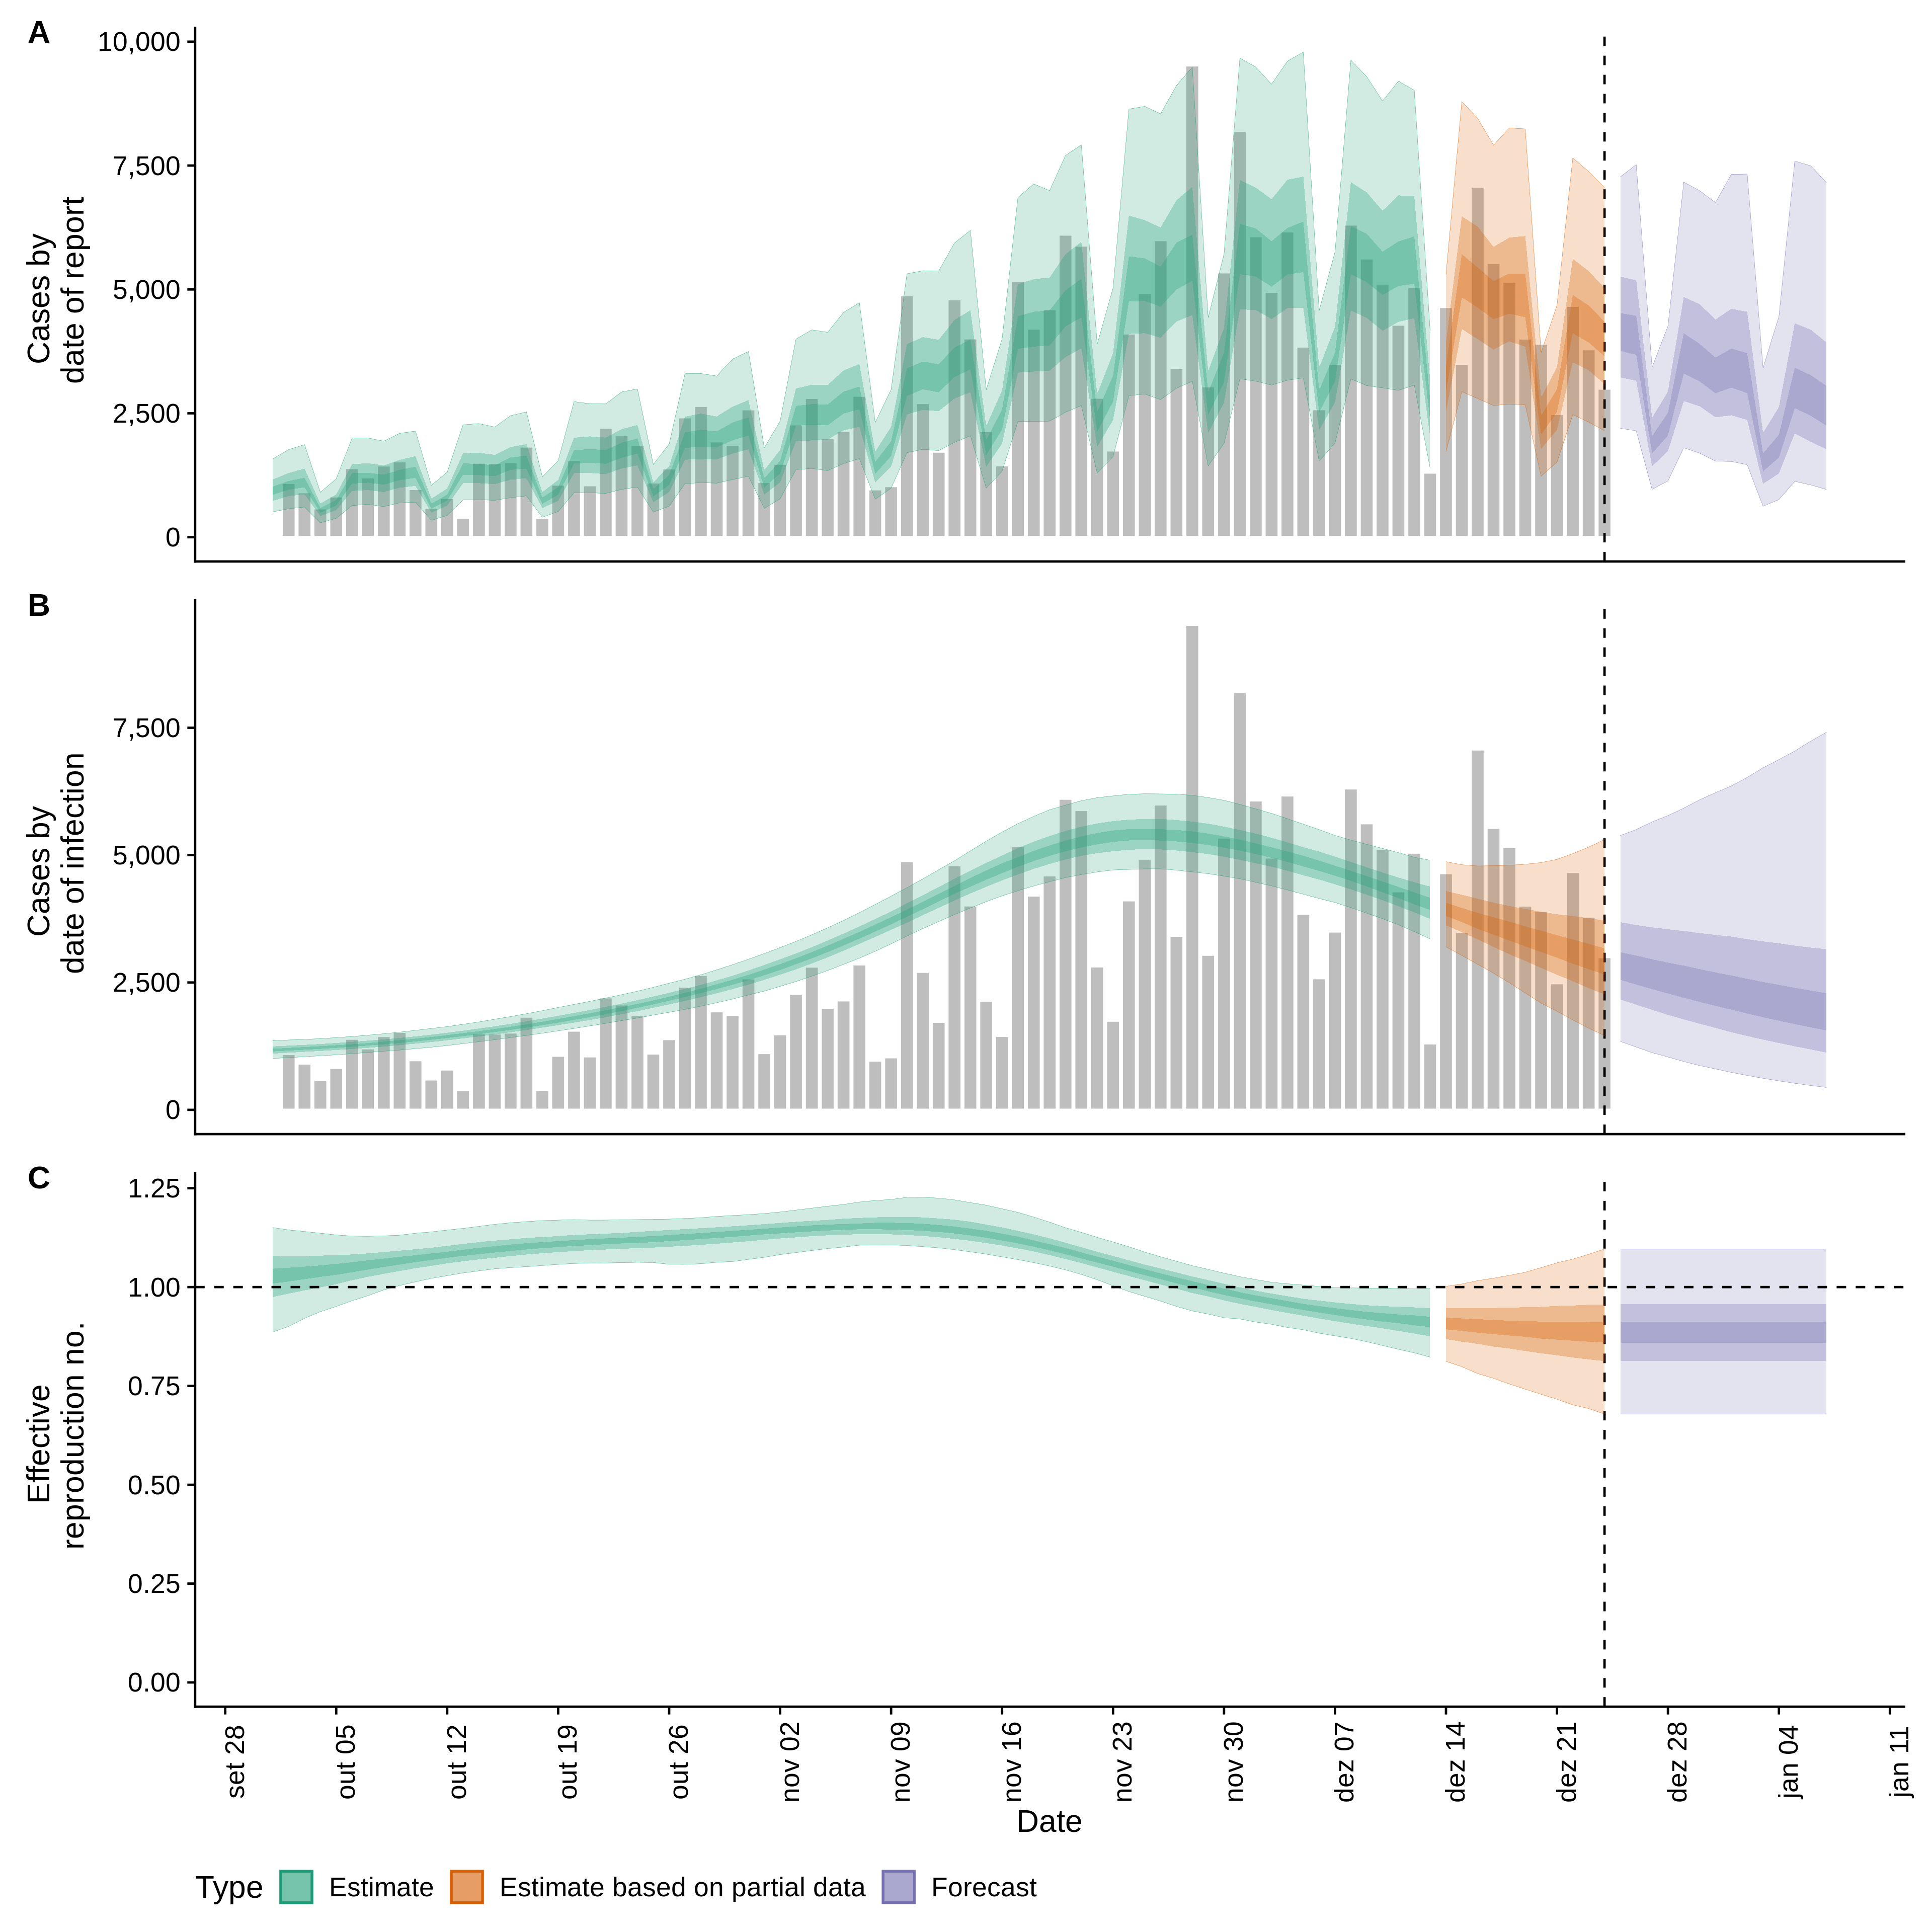 A
10,000
7,500
5,000
2,500
0
Cases by
date of report
B
7,500
5,000
2,500
0
Cases by
date of infection
C
1.25
1.00
0.75
0.50
0.25
0.00
Effective
reproduction no.
set 28
out 05
out 12
out 19
out 26
nov 02
nov 09
nov 16
nov 23
nov 30
dez 07
dez 14
dez 21
dez 28
jan 04
jan 11
Date
Type Estimate Estimate based on partial data Forecast